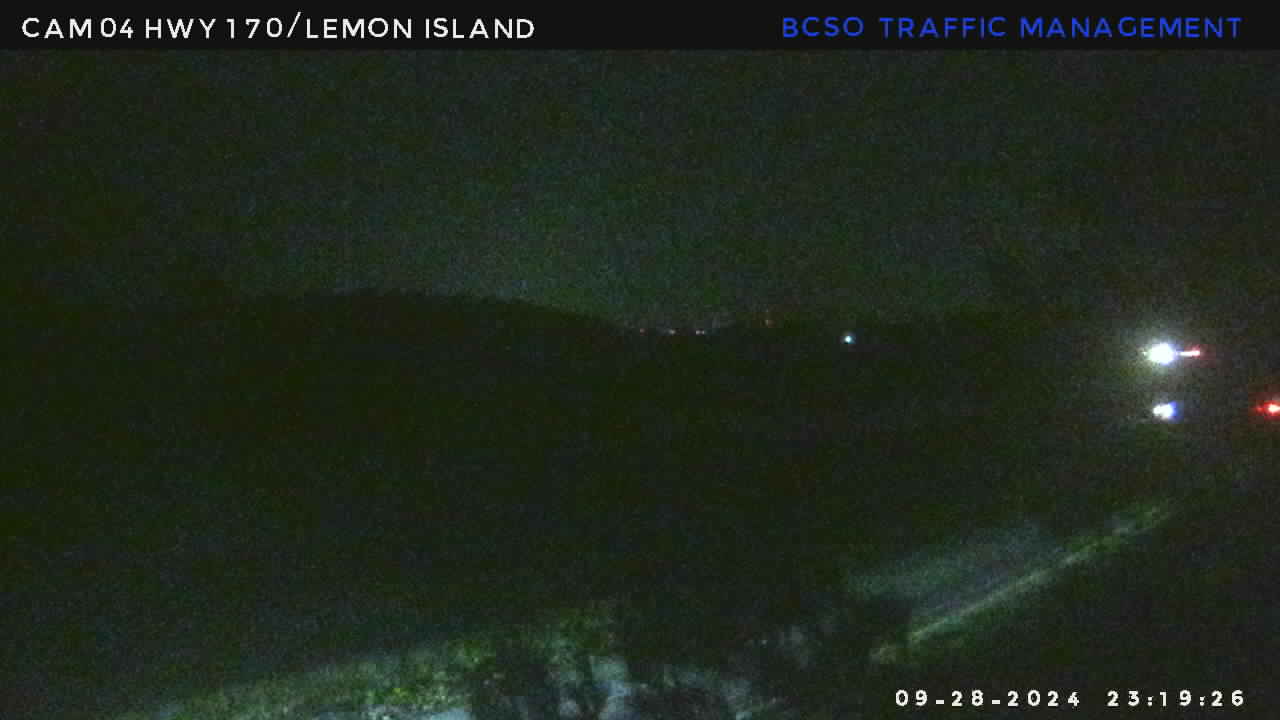 CAM04 HWY 170/LEMON ISLAND
BCSO TRAFFIC MANAGEMENT
09-28-2024 23:19:26